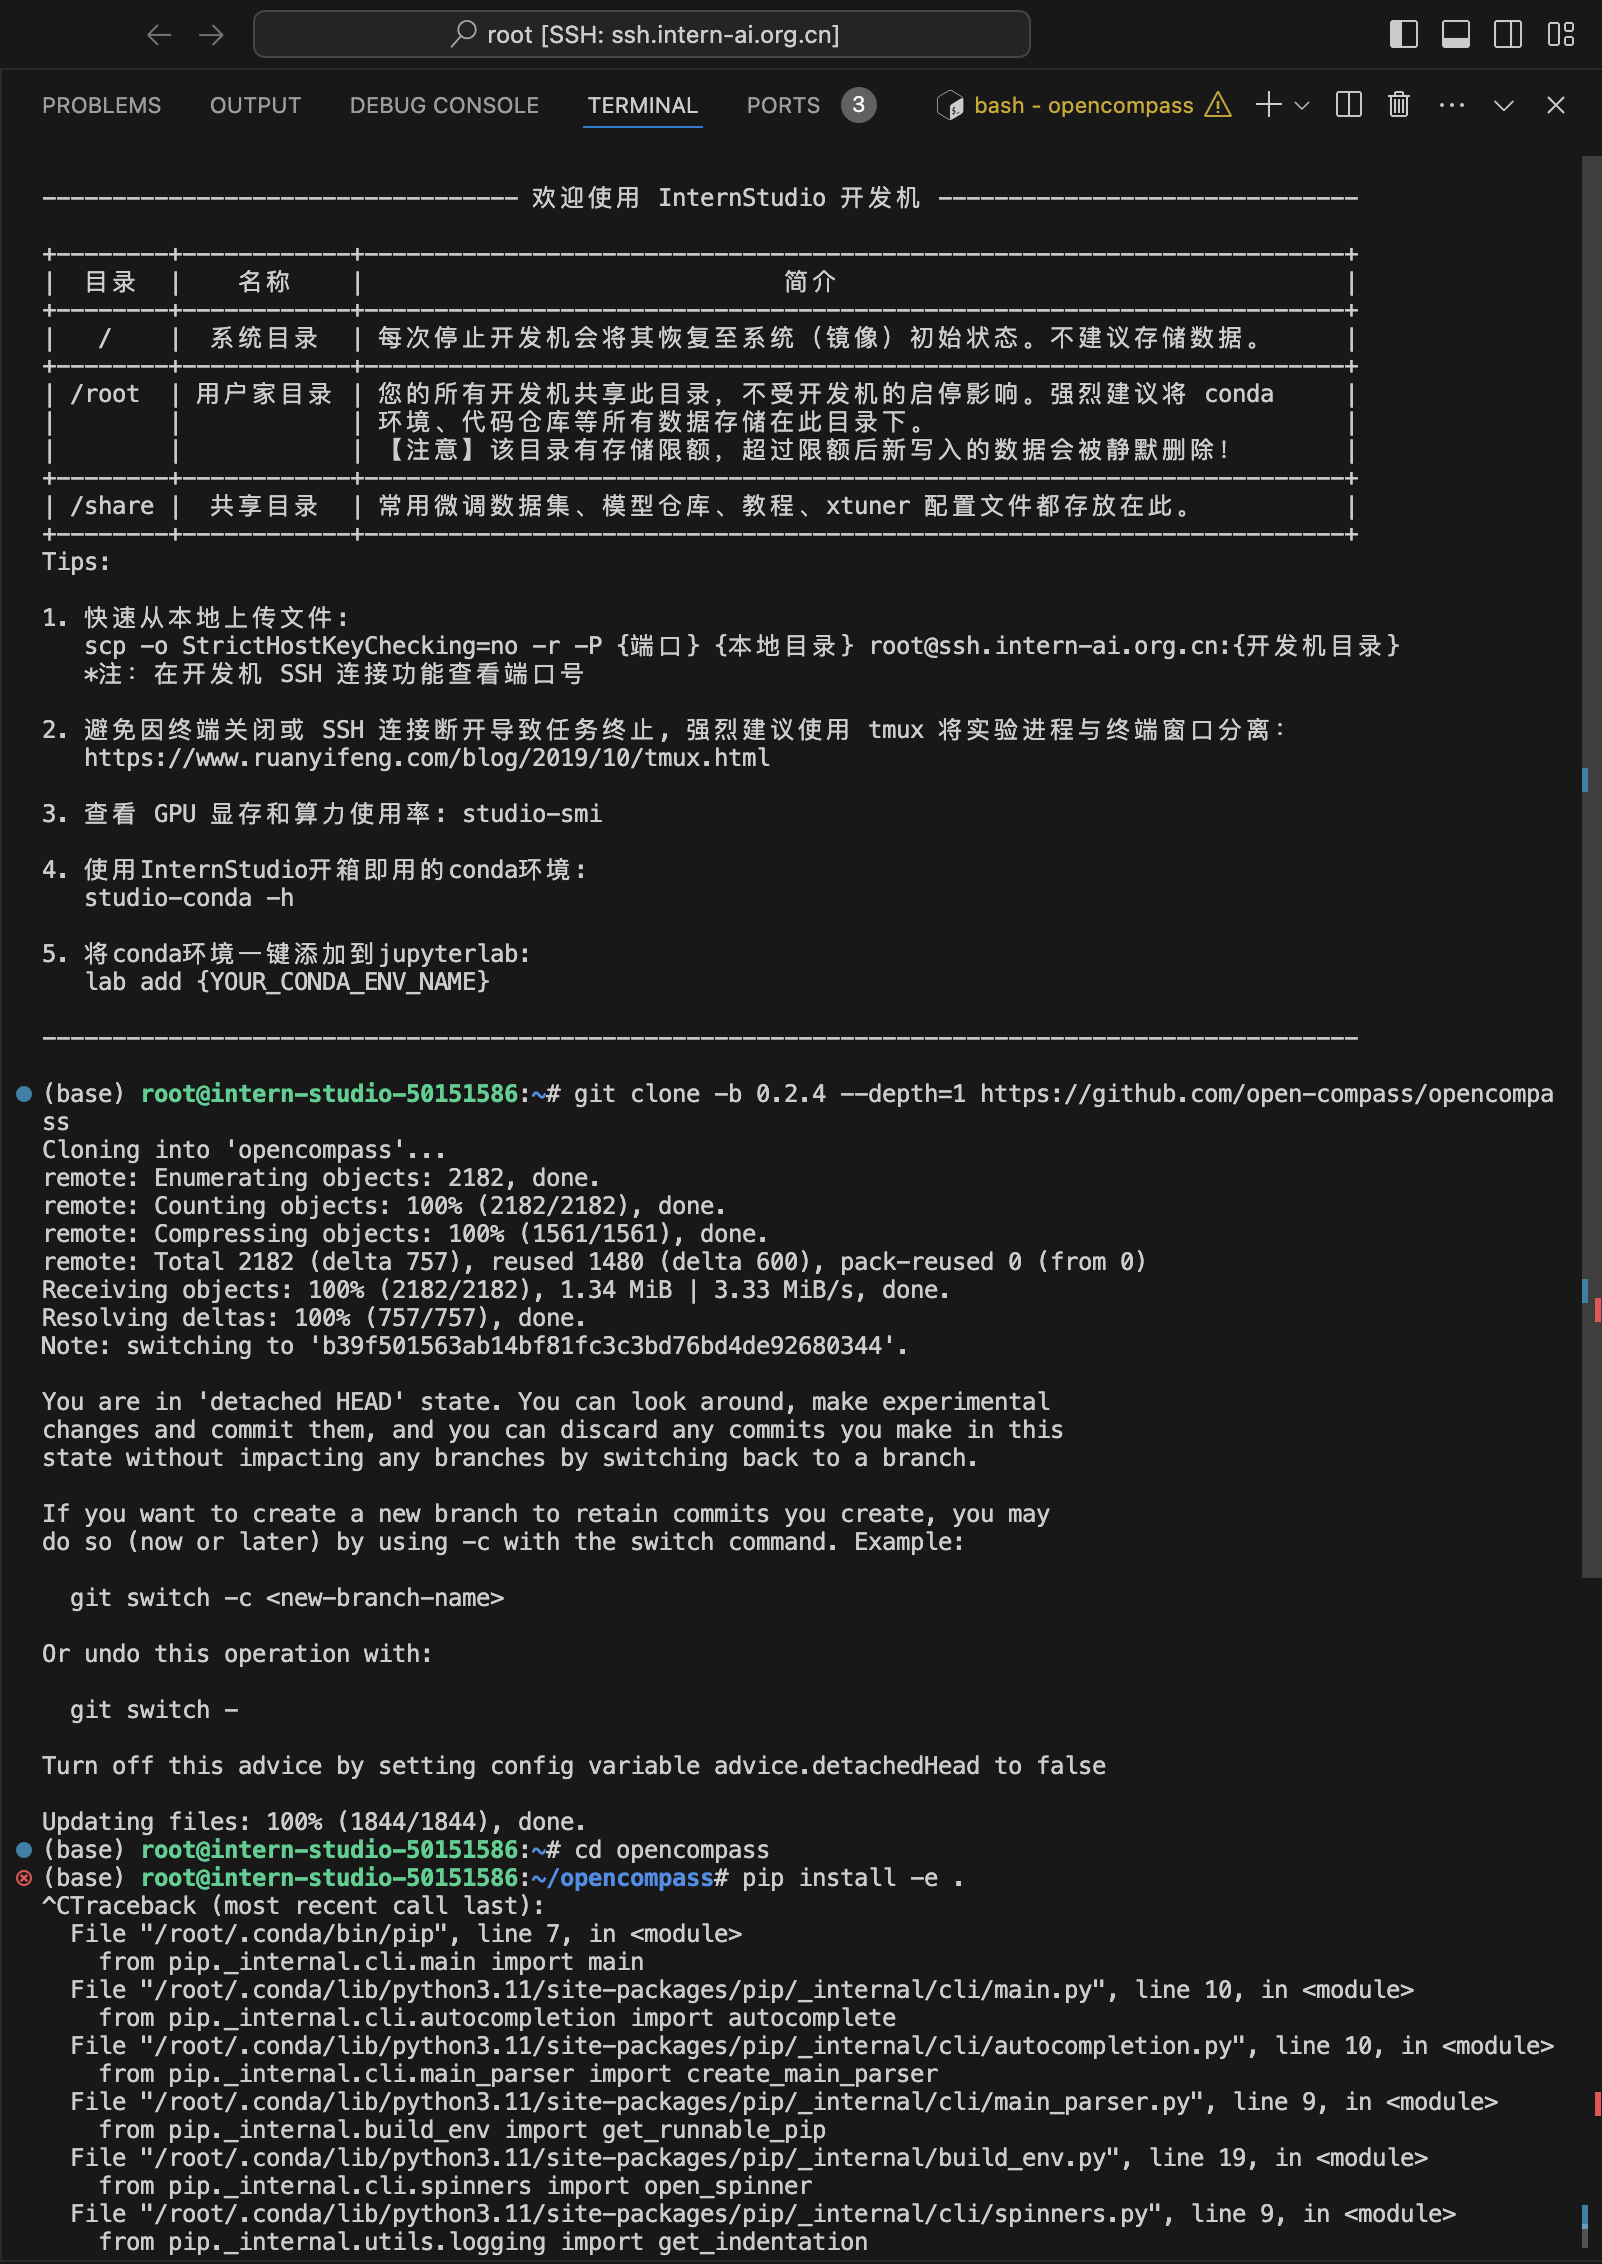 root [SSH: ssh.intern-ai.org.cn]
PROBLEMS OUTPUT DEBUG CONSOLE TERMINAL PORTS 3 bash - opencompass
------------------------------------ 欢迎使用 InternStudio 开发机 ------------------------------
+--------+------------+----------------------------------------------------------------------+
| 目录 | 名称 | 简介 |
+--------+------------+----------------------------------------------------------------------+
| / | 系统目录 | 每次停止开发机会将其恢复至系统（镜像）初始状态。不建议存储数据。 |
+--------+------------+----------------------------------------------------------------------+
| /root | 用户家目录 | 您的所有开发机共享此目录，不受开发机的启停影响。强烈建议将 conda |
| | | 环境、代码仓库等所有数据存储在此目录下。 |
| | | 【注意】该目录有存储限额，超过限额后新写入的数据会被静默删除！ |
+--------+------------+----------------------------------------------------------------------+
| /share | 共享目录 | 常用微调数据集、模型仓库、教程、xtuner 配置文件都存放在此。 |
+--------+------------+----------------------------------------------------------------------+
Tips:
1. 快速从本地上传文件：
scp -o StrictHostKeyChecking=no -r -P {端口} {本地目录} root@ssh.intern-ai.org.cn:{开发机目录}
*注：在开发机 SSH 连接功能查看端口号
2. 避免因终端关闭或 SSH 连接断开导致任务终止，强烈建议使用 tmux 将实验进程与终端窗口分离：
https://www.ruanyifeng.com/blog/2019/10/tmux.html
3. 查看 GPU 显存和算力使用率：studio-smi
4. 使用InternStudio开箱即用的conda环境：
studio-conda -h
5. 将conda环境一键添加到jupyterlab:
lab add {YOUR_CONDA_ENV_NAME}
----------------------------------------------------------------------------------------------
(base) root@intern-studio-50151586:~# git clone -b 0.2.4 --depth=1 https://github.com/open-compass/opencompa
ss
Cloning into 'opencompass'...
remote: Enumerating objects: 2182, done.
remote: Counting objects: 100% (2182/2182), done.
remote: Compressing objects: 100% (1561/1561), done.
remote: Total 2182 (delta 757), reused 1480 (delta 600), pack-reused 0 (from 0)
Receiving objects: 100% (2182/2182), 1.34 MiB | 3.33 MiB/s, done.
Resolving deltas: 100% (757/757), done.
Note: switching to 'b39f501563ab14bf81fc3c3bd76bd4de92680344'.
You are in 'detached HEAD' state. You can look around, make experimental
changes and commit them, and you can discard any commits you make in this
state without impacting any branches by switching back to a branch.
If you want to create a new branch to retain commits you create, you may
do so (now or later) by using -c with the switch command. Example:
git switch -c <new-branch-name>
Or undo this operation with:
git switch -
Turn off this advice by setting config variable advice.detachedHead to false
Updating files: 100% (1844/1844), done.
(base) root@intern-studio-50151586:~# cd opencompass
(base) root@intern-studio-50151586:~/opencompass# pip install -e .
^CTraceback (most recent call last):
File "/root/.conda/bin/pip", line 7, in <module>
from pip._internal.cli.main import main
File "/root/.conda/lib/python3.11/site-packages/pip/_internal/cli/main.py", line 10, in <module>
from pip._internal.cli.autocompletion import autocomplete
File "/root/.conda/lib/python3.11/site-packages/pip/_internal/cli/autocompletion.py", line 10, in <module>
from pip._internal.cli.main_parser import create_main_parser
File "/root/.conda/lib/python3.11/site-packages/pip/_internal/cli/main_parser.py", line 9, in <module>
from pip._internal.build_env import get_runnable_pip
File "/root/.conda/lib/python3.11/site-packages/pip/_internal/build_env.py", line 19, in <module>
from pip._internal.cli.spinners import open_spinner
File "/root/.conda/lib/python3.11/site-packages/pip/_internal/cli/spinners.py", line 9, in <module>
from pip._internal.utils.logging import get_indentation